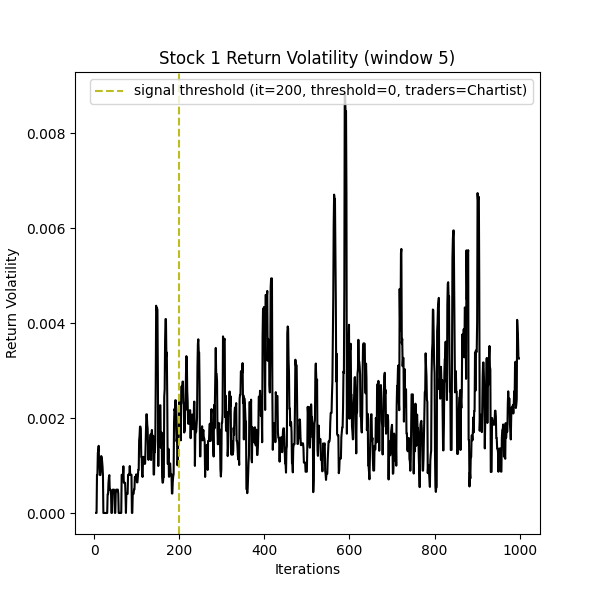 Stock 1 Return Volatility (window 5)
signal threshold (it=200, threshold=0, traders=Chartist)
0.008
0.006
0.004
0.002
0.000
Return Volatility
0 200 400 600 800 1000
Iterations